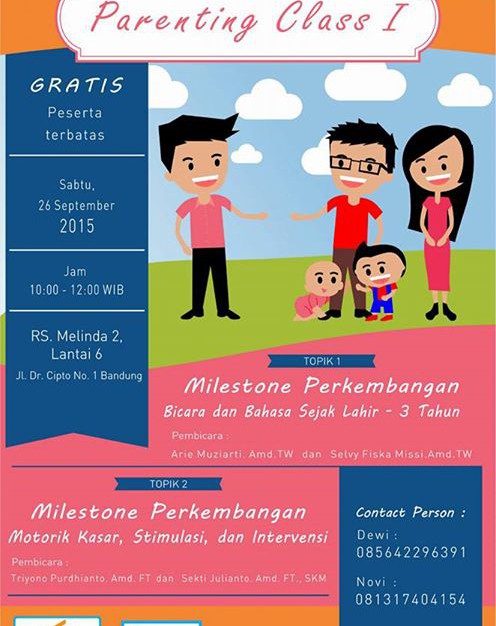 Parenting Class I
GRATIS
Peserta
terbatas
Sabtu,
26 September
2015
Jam
10:00 - 12:00 WIB
RS. Melinda 2,
Lantai 6
Jl. Dr. Cipto No. 1 Bandung
TOPIK 1
Milestone Perkembangan
Bicara dan Bahasa Sejak Lahir - 3 Tahun
Pembicara :
Arie Muziarti, Amd.TW dan Selvy Fiska Missi.Amd.TW
TOPIK 2
Milestone Perkembangan
Motorik Kasar, Stimulasi, dan Intervensi
Pembicara :
Triyono Purdhianto, Amd. FT dan Sekti Julianto, Amd. FT., SKM
Contact Person :
Dewi :
085642296391
Novi :
081317404154